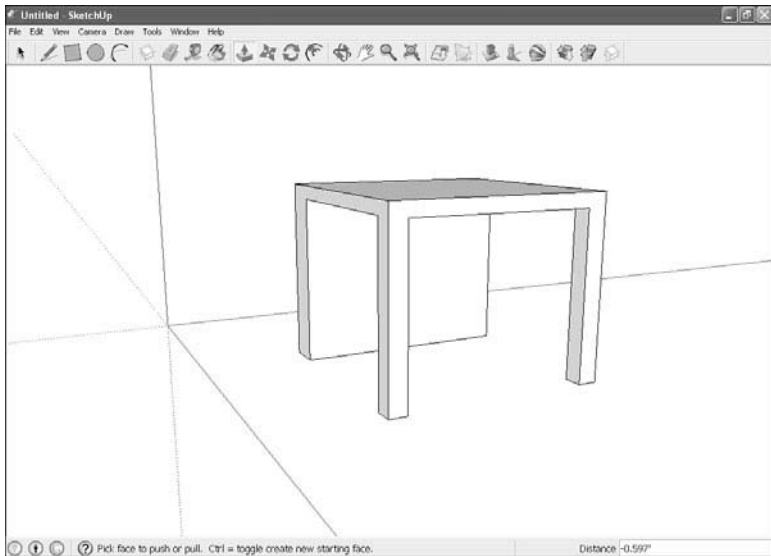 Untitled - SketchUp
File Edit View Camera Draw Tools Window Help
Pick face to push or pull. Ctrl = toggle create new starting face. Distance -0.597"